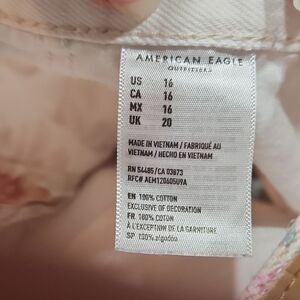 AMERICAN EAGLE
OUTFITTERS
US 16
CA 16
MX 16
UK 20
MADE IN VIETNAM / FABRIQUÉ AU
VIETNAM / HECHO EN VIETNAM
RN 54485/CA 03873
RFC# AEM120605U9A
EN 100% COTTON
EXCLUSIVE OF DECORATION
FR 100% COTON
À L'EXCEPTION DE LA GARNITURE
SP 100% algodón